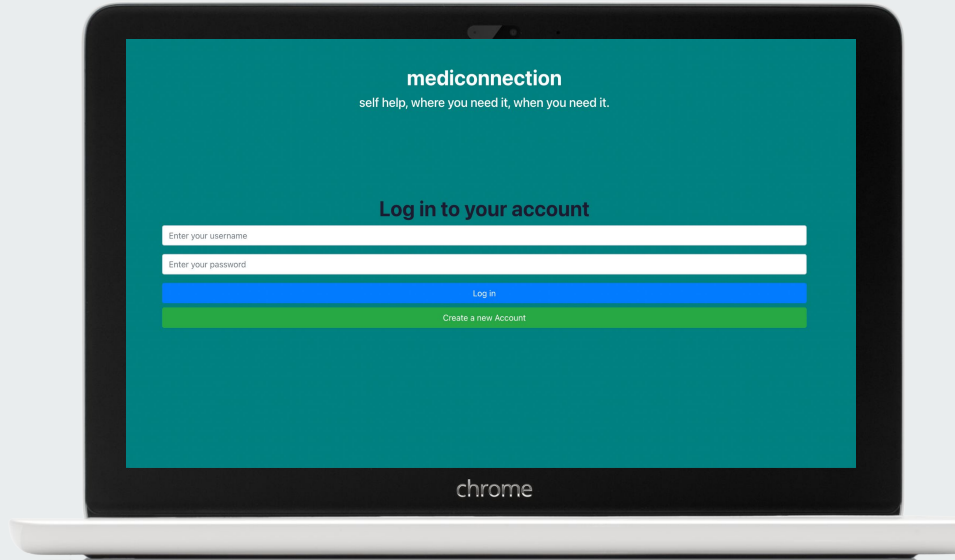 mediconnection
self help, where you need it, when you need it.
Log in to your account
Enter your username
Enter your password
Log in
Create a new Account
chrome